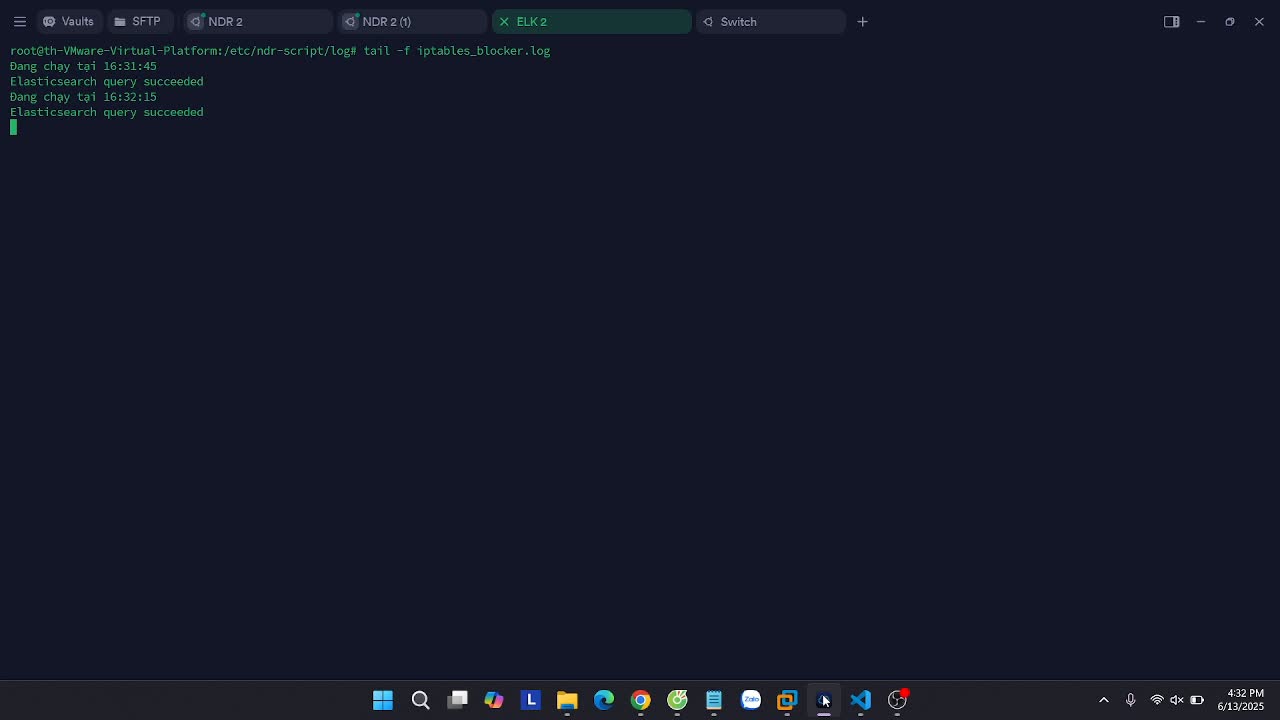 Vaults
SFTP
NDR 2
NDR 2 (1)
ELK 2
Switch
root@th-VMware-Virtual-Platform:/etc/ndr-script/log# tail -f iptables_blocker.log
Đang chạy tại 16:31:45
Elasticsearch query succeeded
Đang chạy tại 16:32:15
Elasticsearch query succeeded
L
Zalo
4:32 PM
6/13/2025